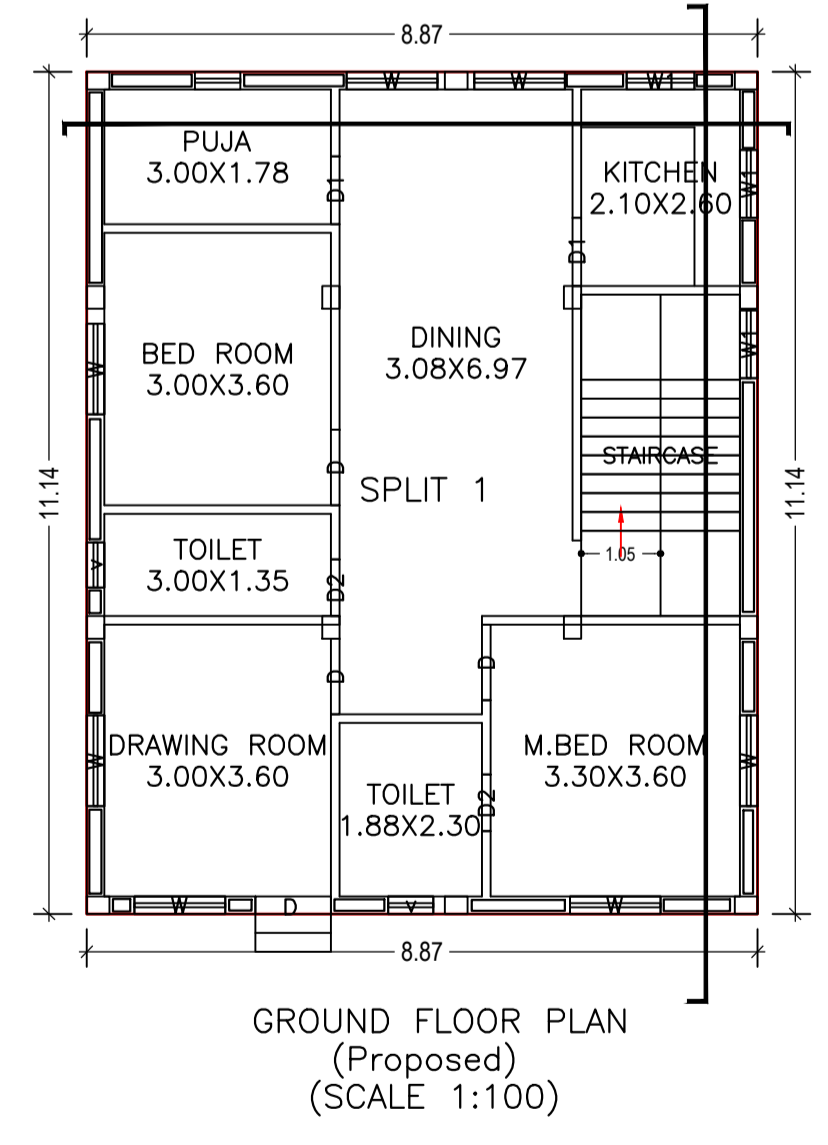 8.87
W
W
W1
PUJA
3.00X1.78
D1
KITCHEN
2.10X2.60
W1
D1
BED ROOM
3.00X3.60
W
DINING
3.08X6.97
W1
D
SPLIT 1
STAIRCASE
11.14
11.14
TOILET
3.00X1.35
V
D2
1.05
D
D
DRAWING ROOM
3.00X3.60
W
M.BED ROOM
3.30X3.60
W
TOILET
1.88X2.30
D2
W
D
V
W
8.87
GROUND FLOOR PLAN
(Proposed)
(SCALE 1:100)